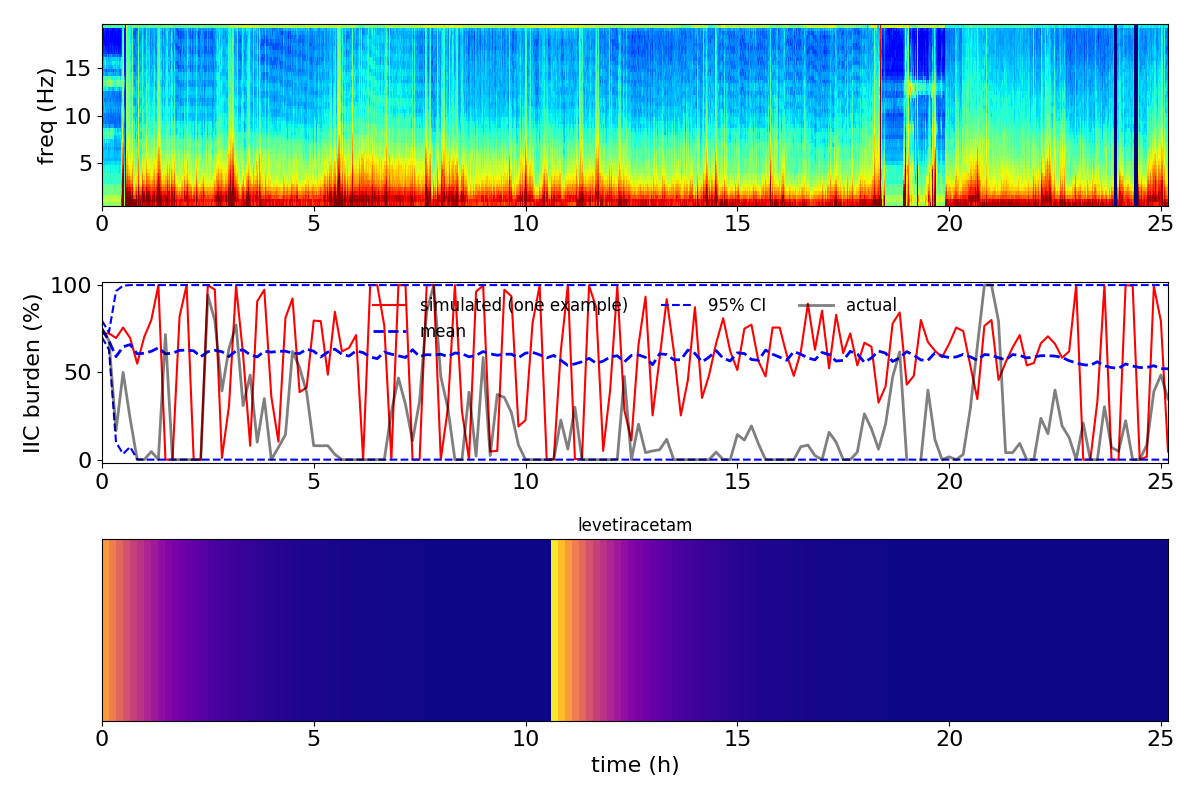 freq (Hz)
15
10
5
0 5 10 15 20 25
IIC burden (%)
100
50
0
simulated (one example) 95% CI actual
mean
0 5 10 15 20 25
levetiracetam
0 5 10 15 20 25
time (h)